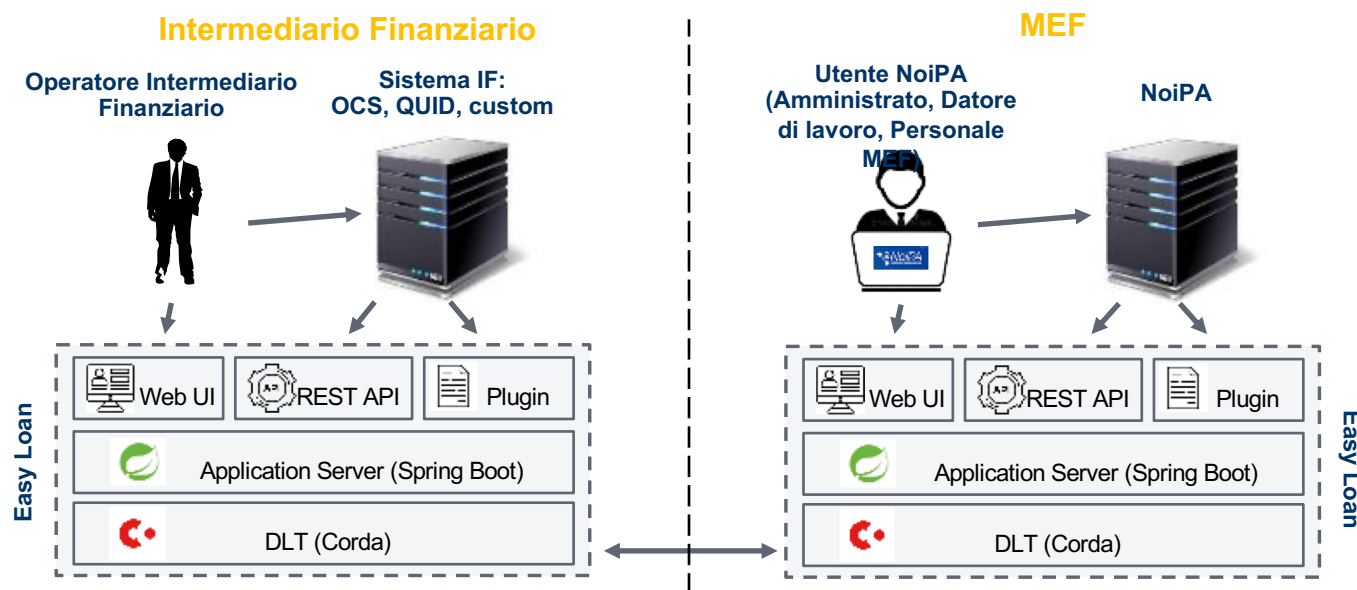 Intermediario Finanziario
Operatore Intermediario
Finanziario
Sistema IF:
OCS, QUID, custom
Easy Loan
Web UI
REST API
Plugin
Application Server (Spring Boot)
DLT (Corda)
MEF
Utente NoiPA
(Amministrato, Datore
di lavoro, Personale
MEF)
NoiPA
NoiPA
Web UI
REST API
Plugin
Application Server (Spring Boot)
DLT (Corda)
Easy Loan